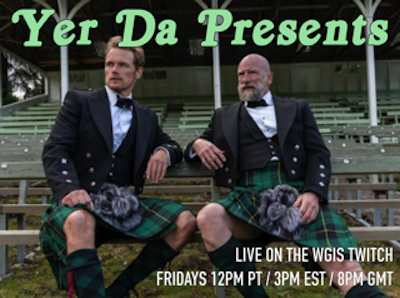 Yer Da Presents
LIVE ON THE WGIS TWITCH
FRIDAYS 12PM PT / 3PM EST / 8PM GMT